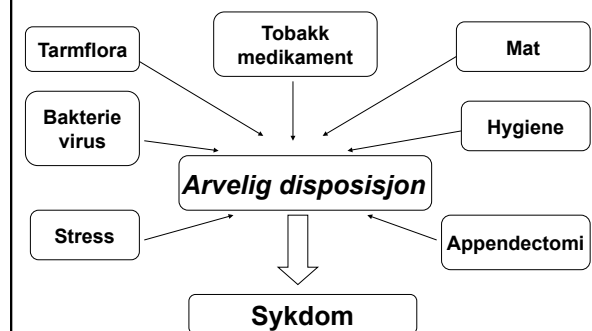 Tarmflora
Tobakk
medikament
Mat
Bakterie
virus
Hygiene
Arvelig disposisjon
Stress
Appendectomi
Sykdom